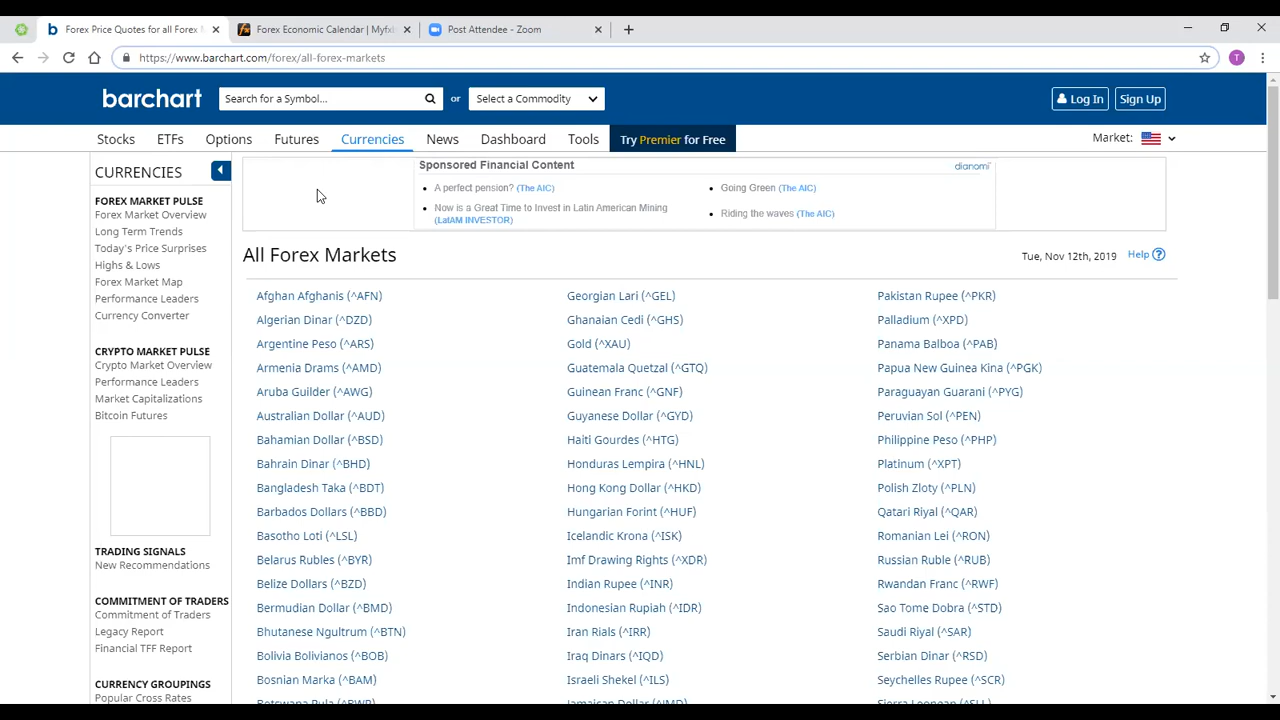 Forex Price Quotes for all Forex
Forex Economic Calendar | Myfxb
Post Attendee - Zoom
https://www.barchart.com/forex/all-forex-markets
T
barchart
Search for a Symbol...
or
Select a Commodity
Log In
Sign Up
Stocks
ETFs
Options
Futures
Currencies
News
Dashboard
Tools
Try Premier for Free
Market:
CURRENCIES
FOREX MARKET PULSE
Forex Market Overview
Long Term Trends
Today's Price Surprises
Highs & Lows
Forex Market Map
Performance Leaders
Currency Converter
CRYPTO MARKET PULSE
Crypto Market Overview
Performance Leaders
Market Capitalizations
Bitcoin Futures
TRADING SIGNALS
New Recommendations
COMMITMENT OF TRADERS
Commitment of Traders
Legacy Report
Financial TFF Report
CURRENCY GROUPINGS
Popular Cross Rates
Sponsored Financial Content
dianomi
A perfect pension? (The AIC)
Now is a Great Time to Invest in Latin American Mining
(LatAM INVESTOR)
Going Green (The AIC)
Riding the waves (The AIC)
All Forex Markets
Tue, Nov 12th, 2019
Help
Afghan Afghanis (^AFN)
Algerian Dinar (^DZD)
Argentine Peso (^ARS)
Armenia Drams (^AMD)
Aruba Guilder (^AWG)
Australian Dollar (^AUD)
Bahamian Dollar (^BSD)
Bahrain Dinar (^BHD)
Bangladesh Taka (^BDT)
Barbados Dollars (^BBD)
Basotho Loti (^LSL)
Belarus Rubles (^BYR)
Belize Dollars (^BZD)
Bermudian Dollar (^BMD)
Bhutanese Ngultrum (^BTN)
Bolivia Bolivianos (^BOB)
Bosnian Marka (^BAM)
Botswana Pula (^BWP)
Georgian Lari (^GEL)
Ghanaian Cedi (^GHS)
Gold (^XAU)
Guatemala Quetzal (^GTQ)
Guinean Franc (^GNF)
Guyanese Dollar (^GYD)
Haiti Gourdes (^HTG)
Honduras Lempira (^HNL)
Hong Kong Dollar (^HKD)
Hungarian Forint (^HUF)
Icelandic Krona (^ISK)
Imf Drawing Rights (^XDR)
Indian Rupee (^INR)
Indonesian Rupiah (^IDR)
Iran Rials (^IRR)
Iraq Dinars (^IQD)
Israeli Shekel (^ILS)
Jamaican Dollar (^JMD)
Pakistan Rupee (^PKR)
Palladium (^XPD)
Panama Balboa (^PAB)
Papua New Guinea Kina (^PGK)
Paraguayan Guarani (^PYG)
Peruvian Sol (^PEN)
Philippine Peso (^PHP)
Platinum (^XPT)
Polish Zloty (^PLN)
Qatari Riyal (^QAR)
Romanian Lei (^RON)
Russian Ruble (^RUB)
Rwandan Franc (^RWF)
Sao Tome Dobra (^STD)
Saudi Riyal (^SAR)
Serbian Dinar (^RSD)
Seychelles Rupee (^SCR)
Sierra Leonean (^SLL)